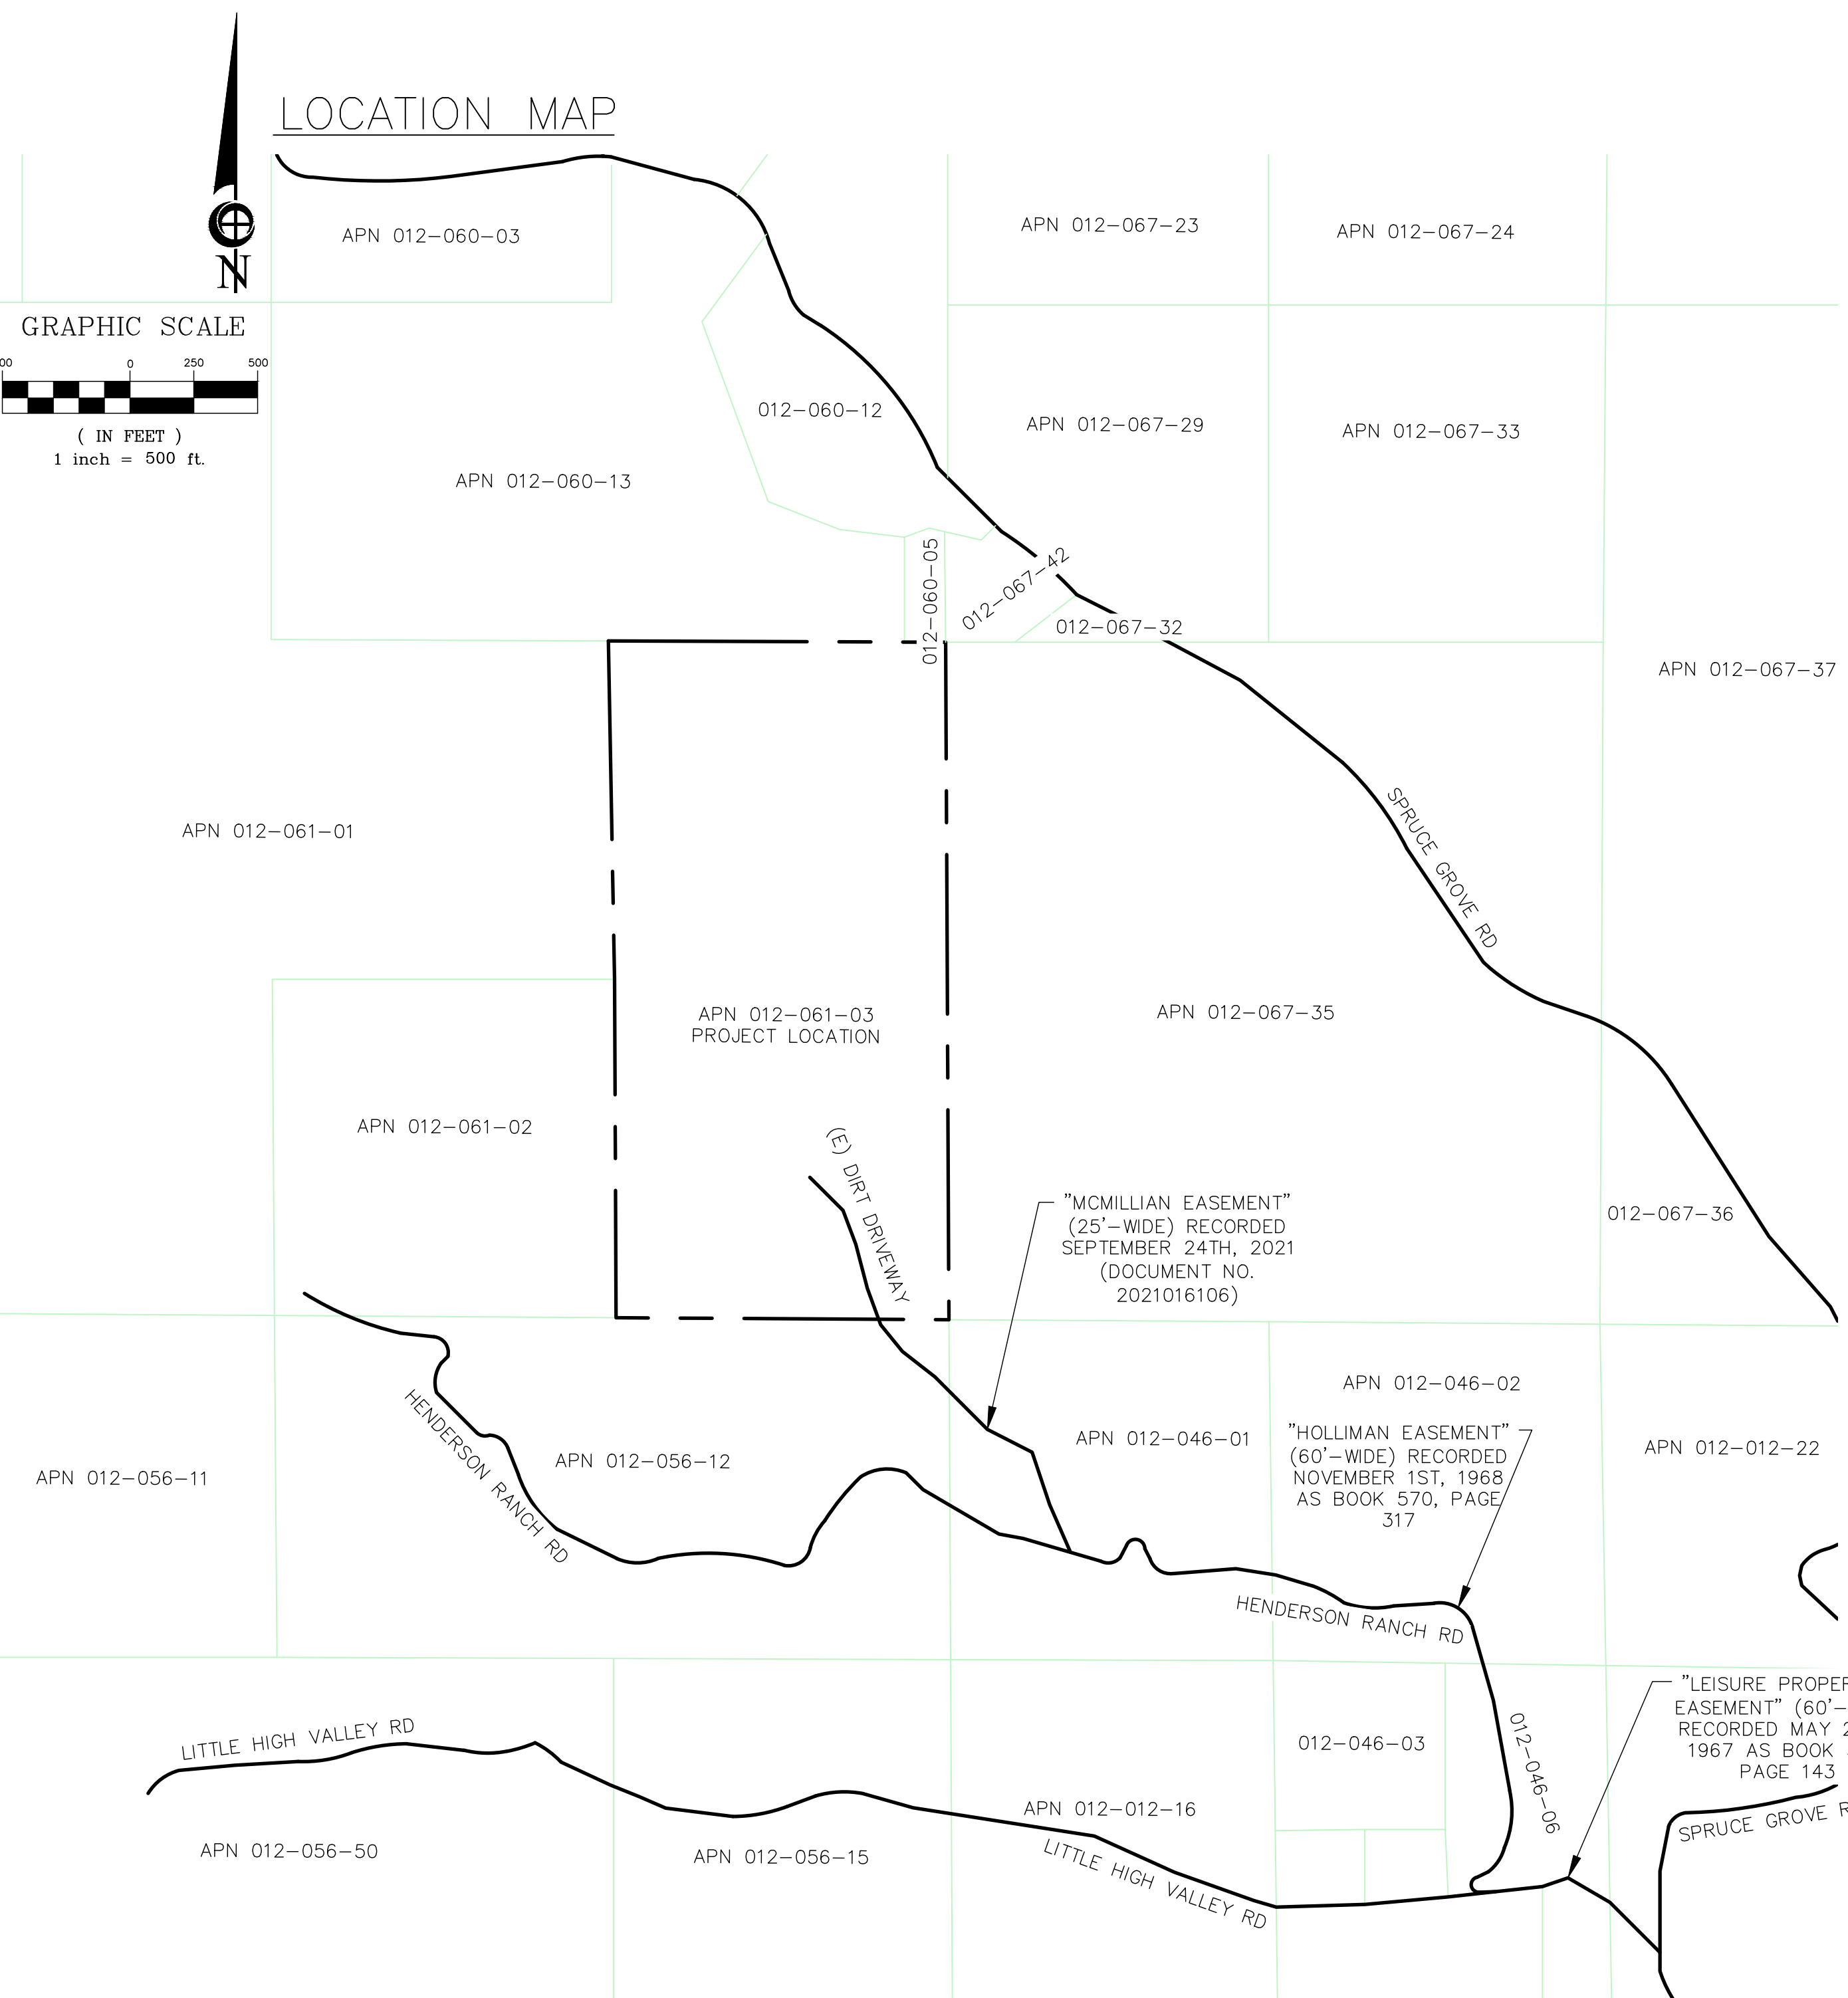 LOCATION MAP
N
GRAPHIC SCALE
0
250
500
( IN FEET )
1 inch = 500 ft.
APN 012-060-03
APN 012-067-23
APN 012-067-24
012-060-12
APN 012-067-29
APN 012-067-33
APN 012-060-13
012-060-05
012-067-42
012-067-32
APN 012-067-37
APN 012-061-01
SPRUCE GROVE RD
APN 012-061-03
PROJECT LOCATION
APN 012-067-35
APN 012-061-02
(E) DIRT DRIVEWAY
"MCMILLIAN EASEMENT"
(25'-WIDE) RECORDED
SEPTEMBER 24TH, 2021
(DOCUMENT NO.
2021016106)
012-067-36
APN 012-046-02
HENDERSON RANCH RD
APN 012-056-11
APN 012-056-12
APN 012-046-01
"HOLLIMAN EASEMENT"
(60'-WIDE) RECORDED
NOVEMBER 1ST, 1968
AS BOOK 570, PAGE
317
APN 012-012-22
HENDERSON RANCH RD
"LEISURE
EASEMENT" (60'-
RECORDED MAY
1967 AS BOOK
PAGE 143
LITTLE HIGH VALLEY RD
012-046-03
012-046-06
APN 012-012-16
SPRUCE GROVE
APN 012-056-50
APN 012-056-15
LITTLE HIGH VALLEY RD